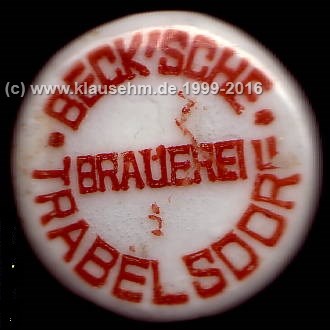 BECK'SCHE
(c) www.klausehm.de-1999-2016
BRAUEREI
TRABELSDORF